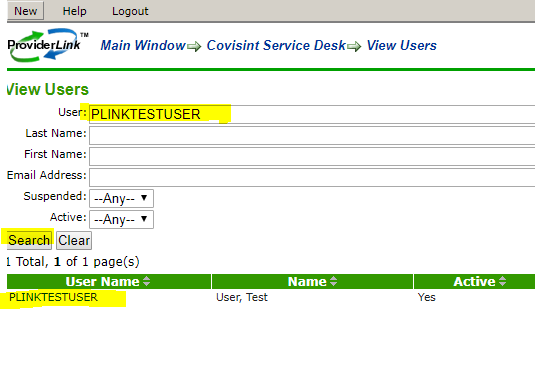 New Help Logout
ProviderLink™ Main Window Covisint Service Desk View Users
View Users
User: PLINKTESTUSER
Last Name:
First Name:
Email Address:
Suspended: --Any--
Active: --Any--
Search Clear
1 Total, 1 of 1 page(s)
User Name Name Active
PLINKTESTUSER User, Test Yes